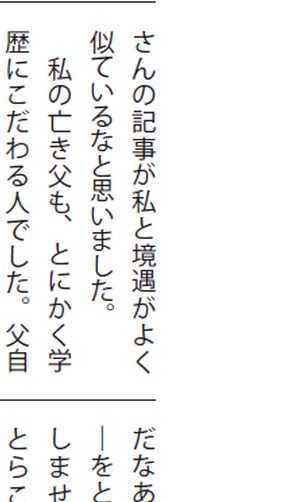 さんの記事が私と境遇がよく
似ているなと思いました。
私の亡き父も、とにかく学
歴にこだわる人でした。父自
だなあ
―をと
しませ
とらこ